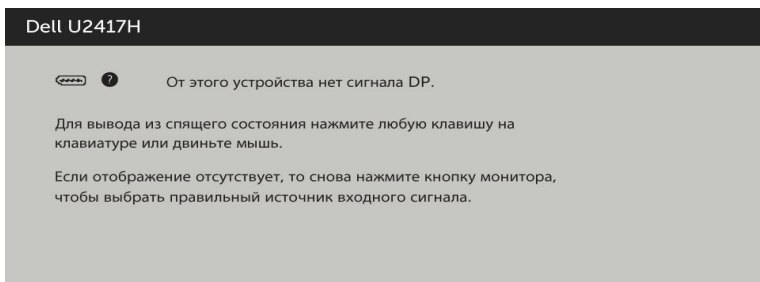 Dell U2417H
? От этого устройства нет сигнала DP.
Для вывода из спящего состояния нажмите любую клавишу на
клавиатуре или двиньте мышь.
Если отображение отсутствует, то снова нажмите кнопку монитора,
чтобы выбрать правильный источник входного сигнала.